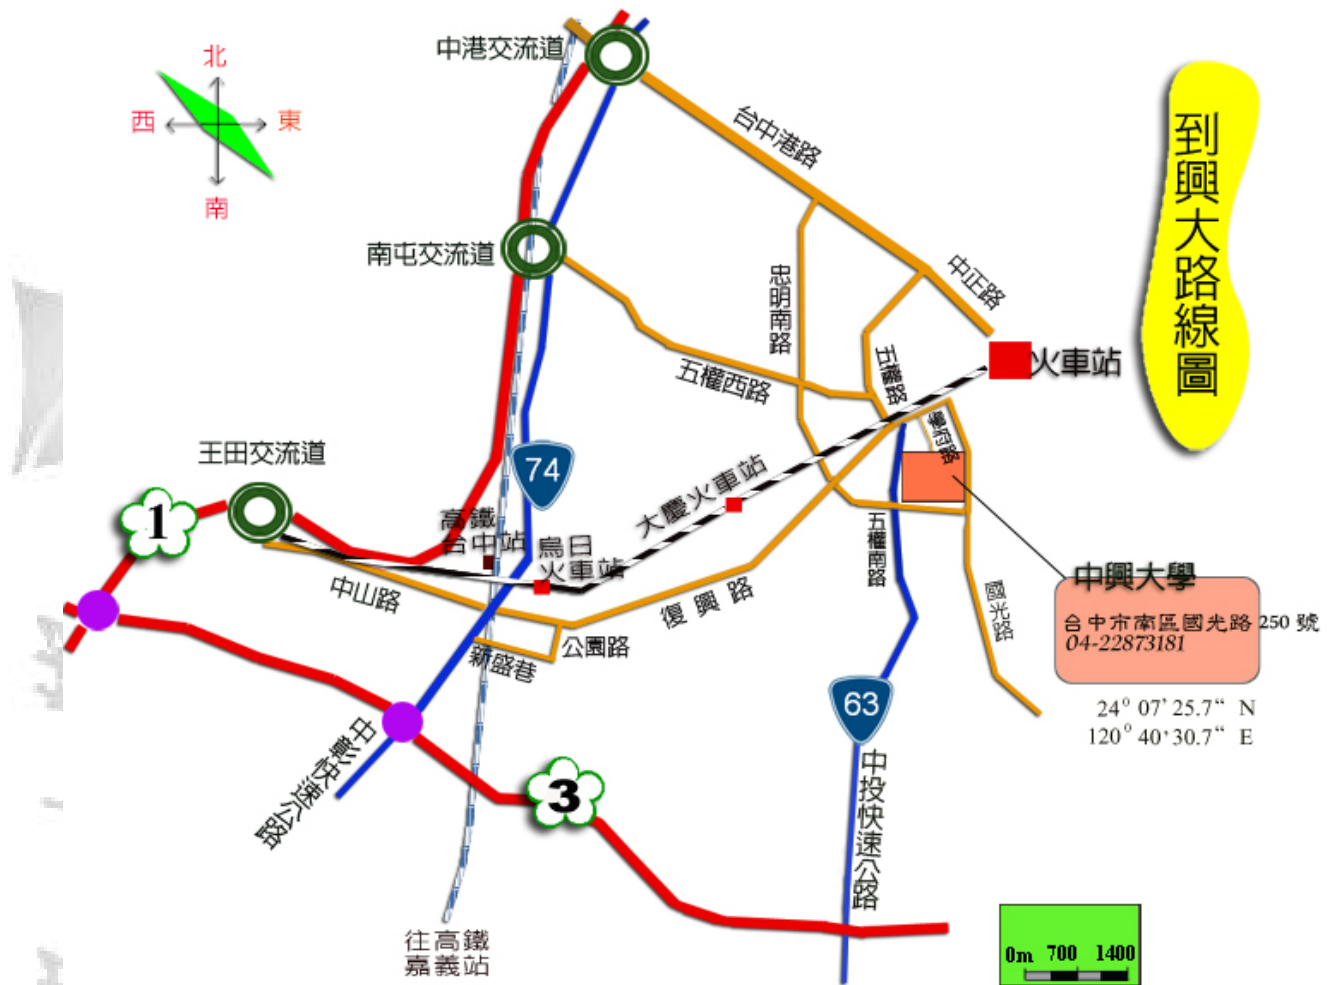 中港交流道
北
西
東
南
台中港路
到興大路線圖
南屯交流道
忠明南路
中正路
五權路
火車站
五權西路
學府路
王田交流道
74
大慶火車站
1
高鐵
台中站
烏日
火車站
五權南路
中山路
復興路
國光路
中興大學
台中市南區國光路 250 號
04-22873181
公園路
新盛巷
63
24° 07' 25.7“ N
120° 40' 30.7“ E
中彰快速公路
3
中投快速公路
往高鐵
嘉義站
0m 700 1400